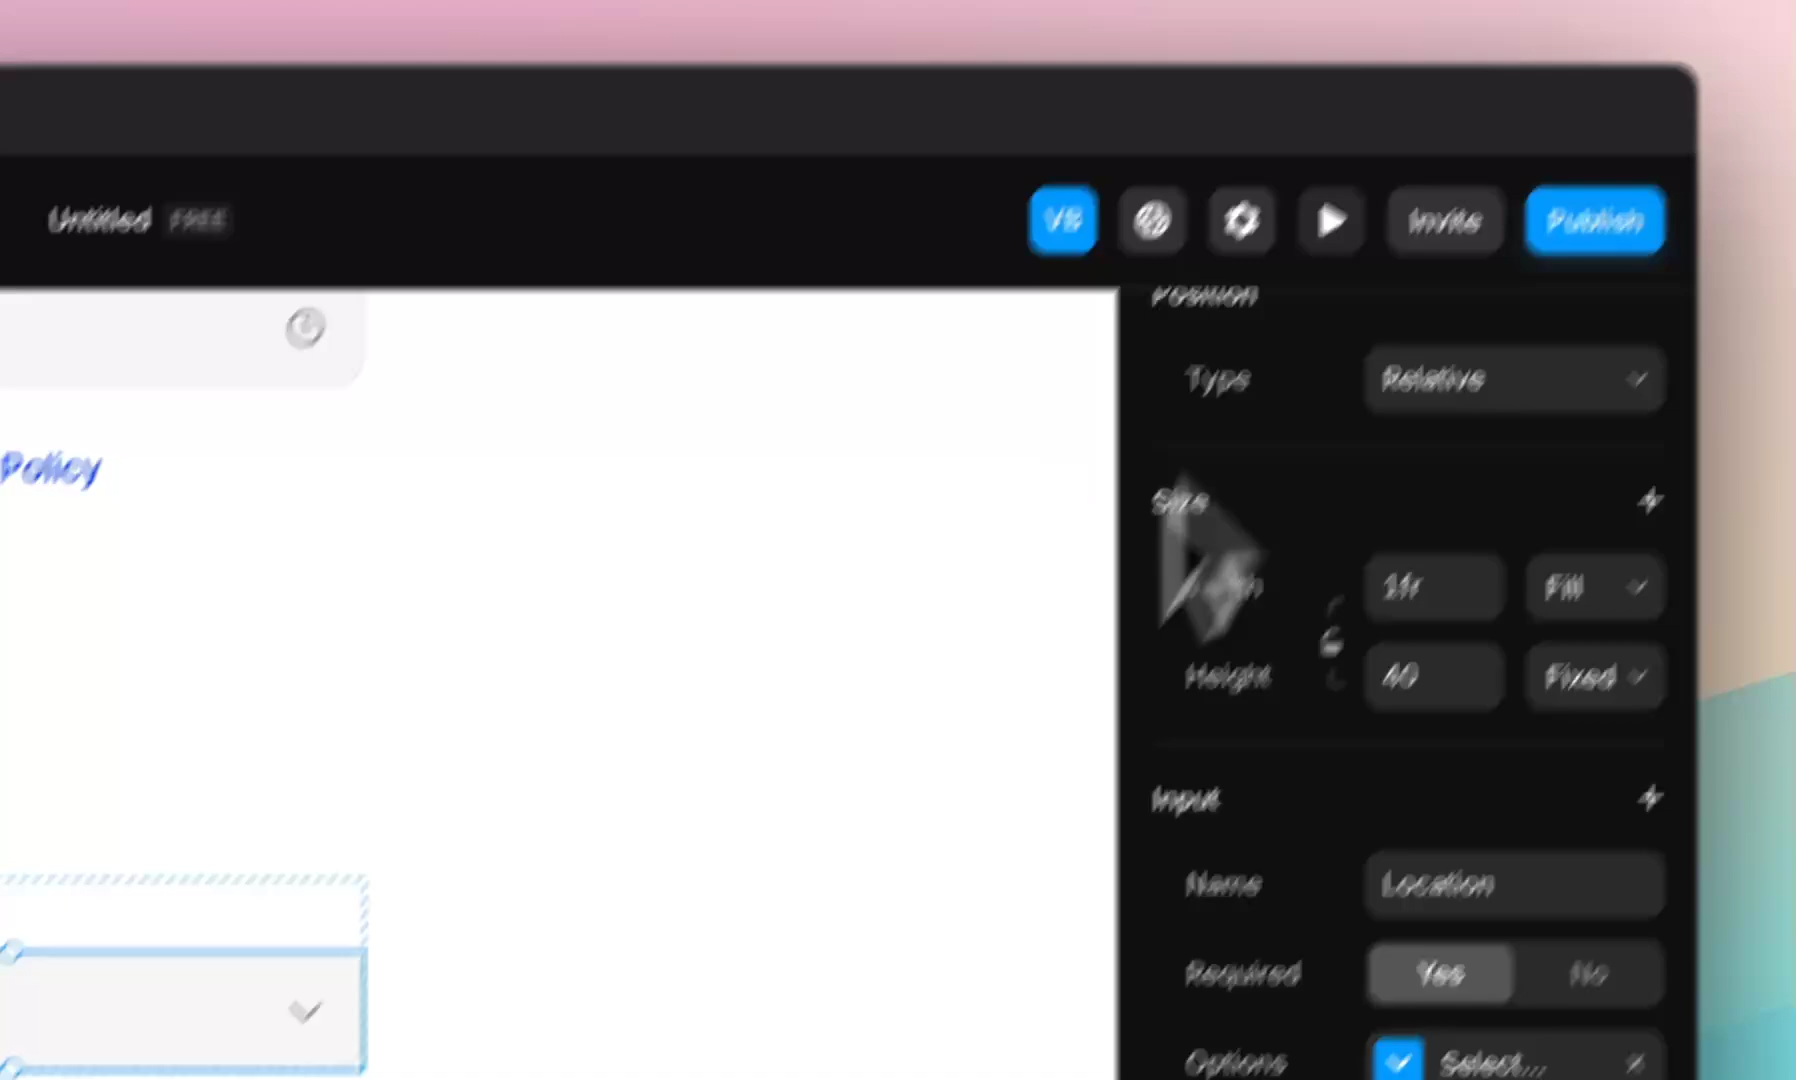 Untitled FREE
Invite
Publish
Position
Type Relative
Policy
Size
1fr Fill
Height 40 Fixed
Input
Name Location
Required Yes No
Options Select...